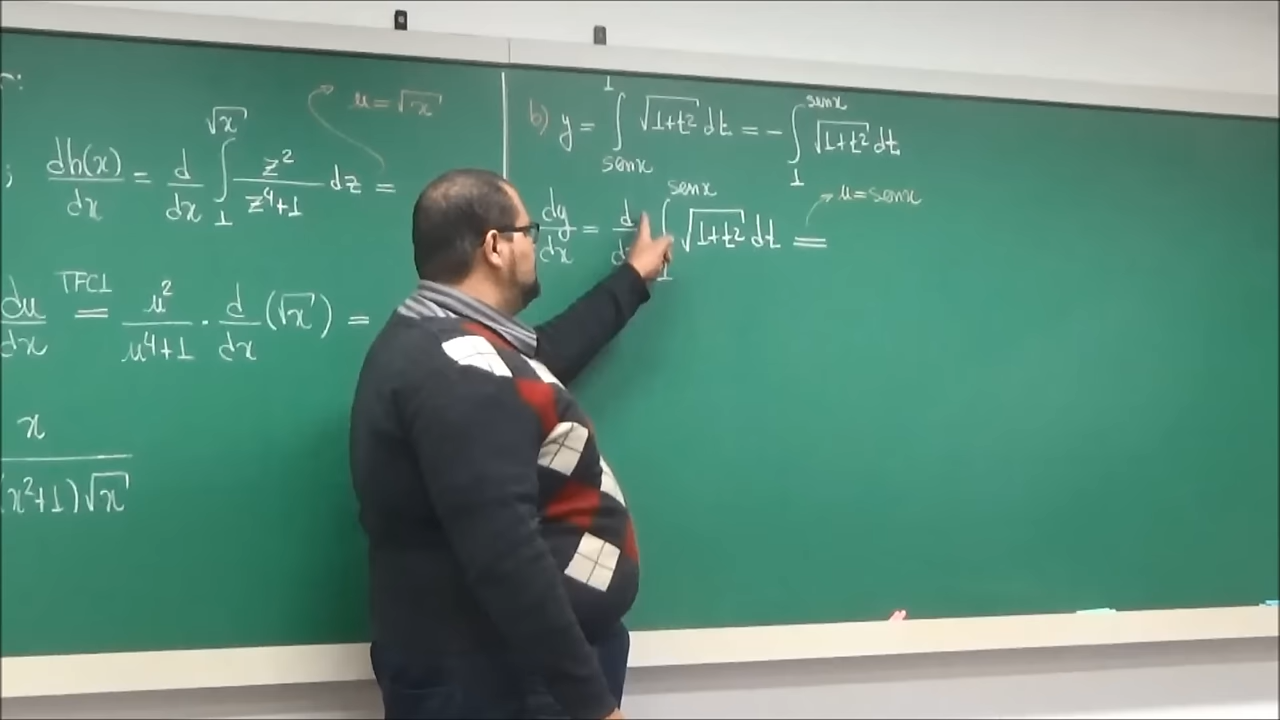 r:
u = √x
; dh(x)/dx = d/dx ∫₁^√x z²/(z⁴+1) dz =
du/dx TFC1 = u²/(u⁴+1) · d/dx (√x) =
x/((x²+1)√x)
b) y = ∫_senx^1 √(1+t²) dt = -∫₁^senx √(1+t²) dt
u = senx
dy/dx = d/dx ∫₁^senx √(1+t²) dt =